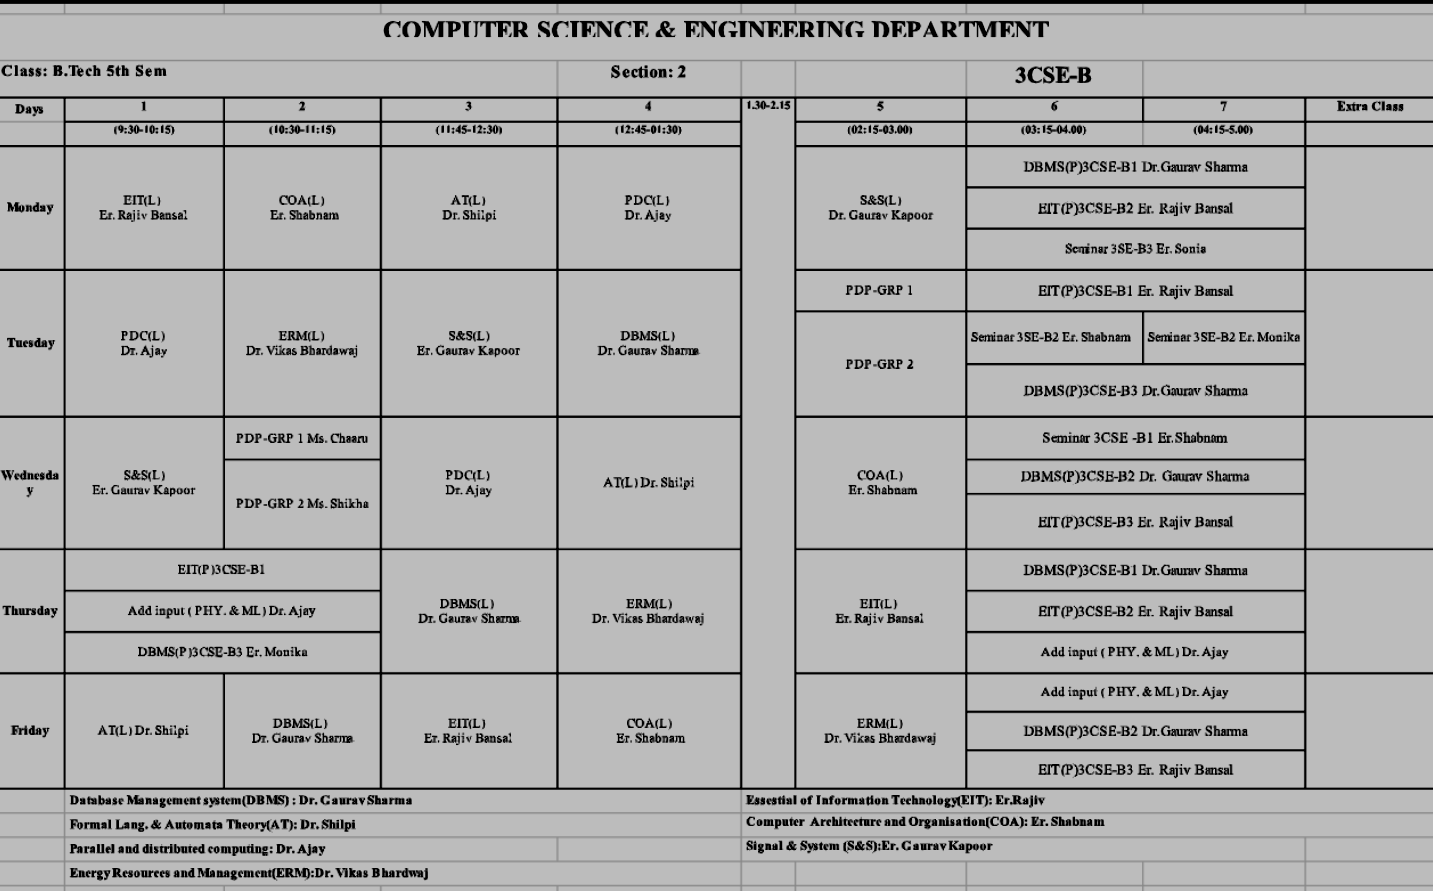 COMPUTER SCIENCE & ENGINEERING DEPARTMENT
Class: B.Tech 5th Sem Section: 2 3CSE-B
Days 1 2 3 4 1.30-2.15 5 6 7 Extra Class
(9:30-10:15) (10:30-11:15) (11:45-12:30) (12:45-01:30) (02:15-03.00) (03:15-04.00) (04:15-5.00)
Monday
EIT(L)
Er. Rajiv Bansal
COA(L)
Er. Shabnam
AT(L)
Dr. Shilpi
PDC(L)
Dr. Ajay
S&S(L)
Dr. Gaurav Kapoor
DBMS(P)3CSE-B1 Dr.Gaurav Sharma
EIT(P)3CSE-B2 Er. Rajiv Bansal
Seminar 3SE-B3 Er. Sonia
Tuesday
PDC(L)
Dr. Ajay
ERM(L)
Dr. Vikas Bhardawaj
S&S(L)
Er. Gaurav Kapoor
DBMS(L)
Dr. Gaurav Sharma
PDP-GRP 1
PDP-GRP 2
EIT(P)3CSE-B1 Er. Rajiv Bansal
Seminar 3SE-B2 Er. Shabnam
Seminar 3SE-B2 Er. Monika
DBMS(P)3CSE-B3 Dr.Gaurav Sharma
Wednesda
y
S&S(L)
Er. Gaurav Kapoor
PDP-GRP 1 Ms. Chaaru
PDP-GRP 2 Ms. Shikha
PDC(L)
Dr. Ajay
AT(L) Dr. Shilpi
COA(L)
Er. Shabnam
Seminar 3CSE -B1 Er.Shabnam
DBMS(P)3CSE-B2 Dr. Gaurav Sharma
EIT(P)3CSE-B3 Er. Rajiv Bansal
Thursday
EIT(P)3CSE-B1
Add input ( PHY. & ML) Dr. Ajay
DBMS(P)3CSE-B3 Er. Monika
DBMS(L)
Dr. Gaurav Sharma
ERM(L)
Dr. Vikas Bhardawaj
EIT(L)
Er. Rajiv Bansal
DBMS(P)3CSE-B1 Dr.Gaurav Sharma
EIT(P)3CSE-B2 Er. Rajiv Bansal
Add input ( PHY. & ML) Dr. Ajay
Friday
AT(L) Dr. Shilpi
DBMS(L)
Dr. Gaurav Sharma
EIT(L)
Er. Rajiv Bansal
COA(L)
Er. Shabnam
ERM(L)
Dr. Vikas Bhardawaj
Add input ( PHY. & ML) Dr. Ajay
DBMS(P)3CSE-B2 Dr.Gaurav Sharma
EIT(P)3CSE-B3 Er. Rajiv Bansal
Database Management system(DBMS) : Dr. Gaurav Sharma
Essential of Information Technology(EIT): Er.Rajiv
Formal Lang. & Automata Theory(AT): Dr. Shilpi
Computer Architecture and Organisation(COA): Er. Shabnam
Parallel and distributed computing: Dr. Ajay
Signal & System (S&S):Er. Gaurav Kapoor
Energy Resources and Management(ERM):Dr. Vikas Bhardwaj